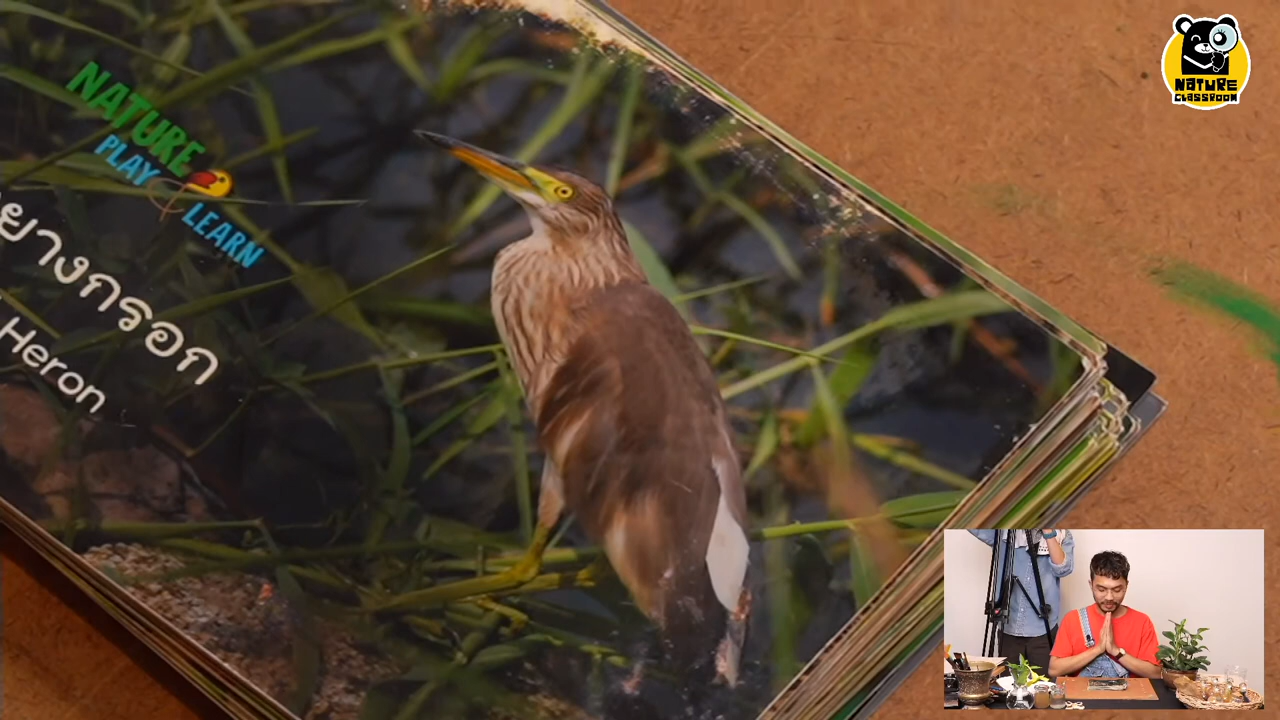 NATURE
PLAY
LEARN
ยางกรอก
Heron
NATURE
CLASSROOM